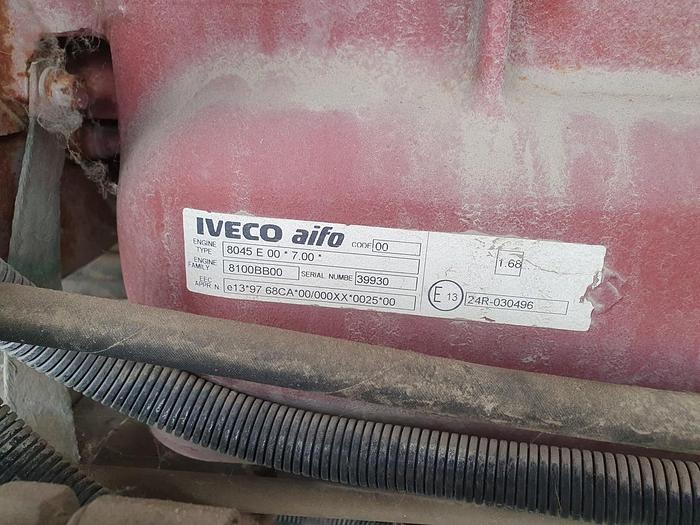 IVECO aifo CODE 00
ENGINE TYPE 8045 E 00 * 7.00 *
1.68
ENGINE FAMILY 8100BB00 SERIAL NUMBE 39930
EEC APPR N. e13*97 68CA*00/000XX*0025*00
E 13 24R-030496